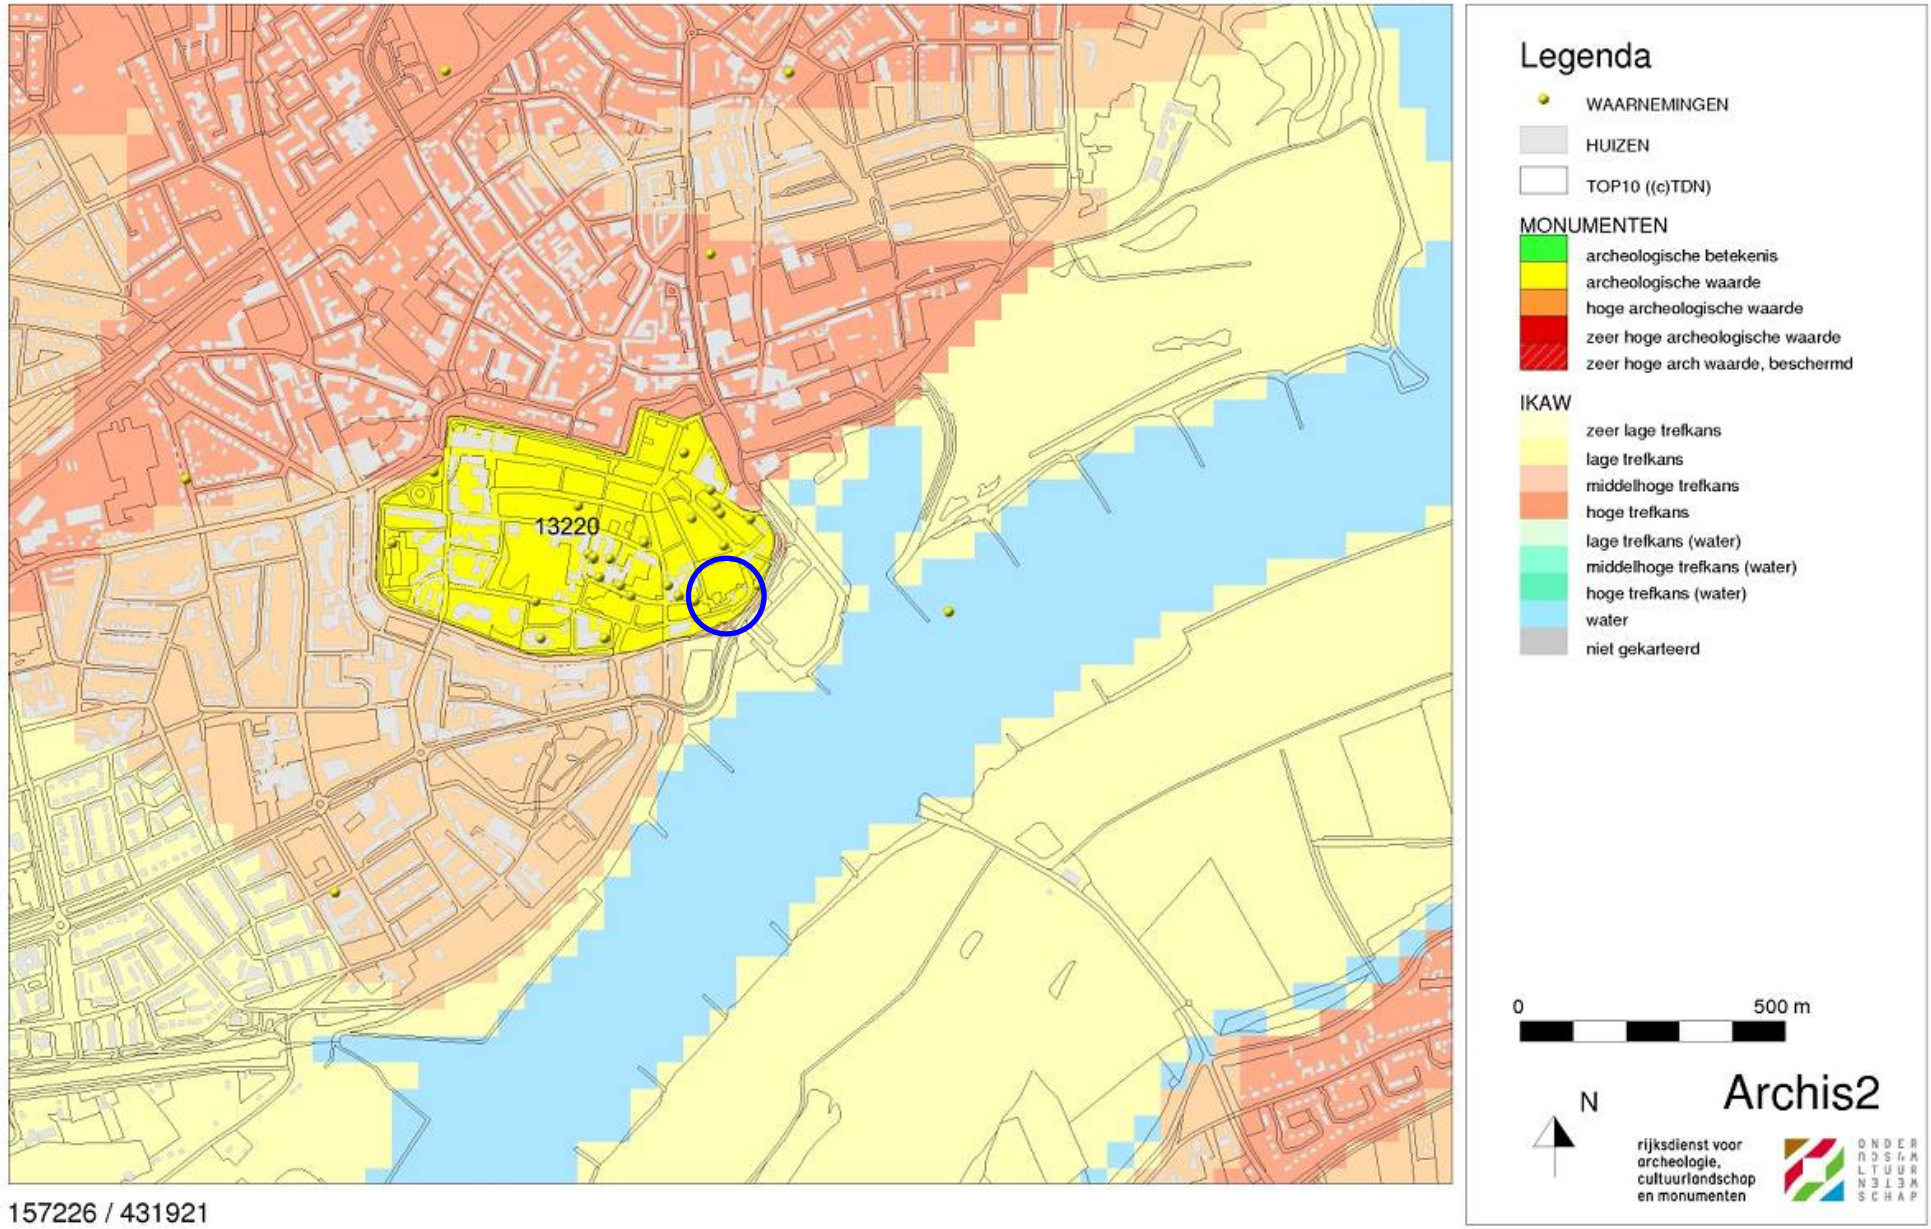 13220
157226 / 431921
Legenda
WAARNEMINGEN
HUIZEN
TOP10 ((c)TDN)
MONUMENTEN
archeologische betekenis
archeologische waarde
hoge archeologische waarde
zeer hoge archeologische waarde
zeer hoge arch waarde, beschermd
IKAW
zeer lage trefkans
lage trefkans
middelhoge trefkans
hoge trefkans
lage trefkans (water)
middelhoge trefkans (water)
hoge trefkans (water)
water
niet gekarteerd
0 500 m
N
Archis2
rijksdienst voor
archeologie,
cultuurlandschap
en monumenten
ONDER
SCHAP